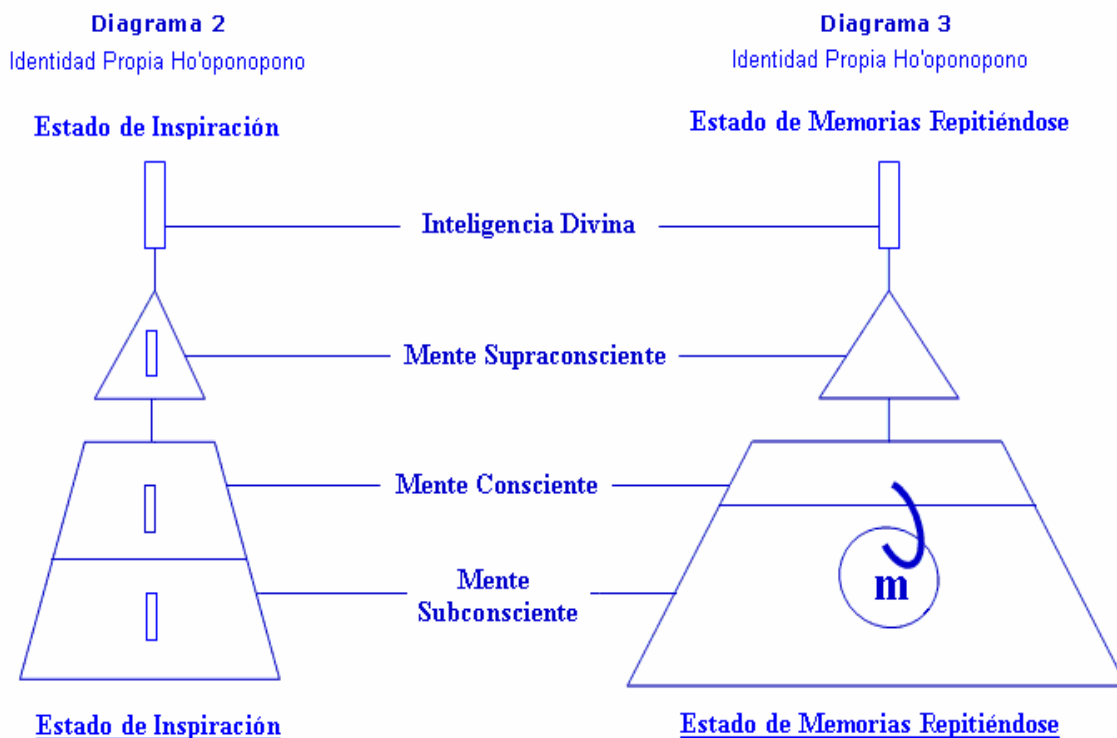 Diagrama 2
Identidad Propia Ho'oponopono
Estado de Inspiración
Diagrama 3
Identidad Propia Ho'oponopono
Estado de Memorias Repitiéndose
Inteligencia Divina
Mente Supraconsciente
Mente Consciente
Mente
Subconsciente
m
Estado de Inspiración
Estado de Memorias Repitiéndose